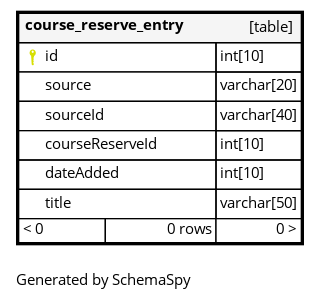 course_reserve_entry [table]
id int[10]
source varchar[20]
sourceId varchar[40]
courseReserveId int[10]
dateAdded int[10]
title varchar[50]
< 0 0 rows 0 >
Generated by SchemaSpy